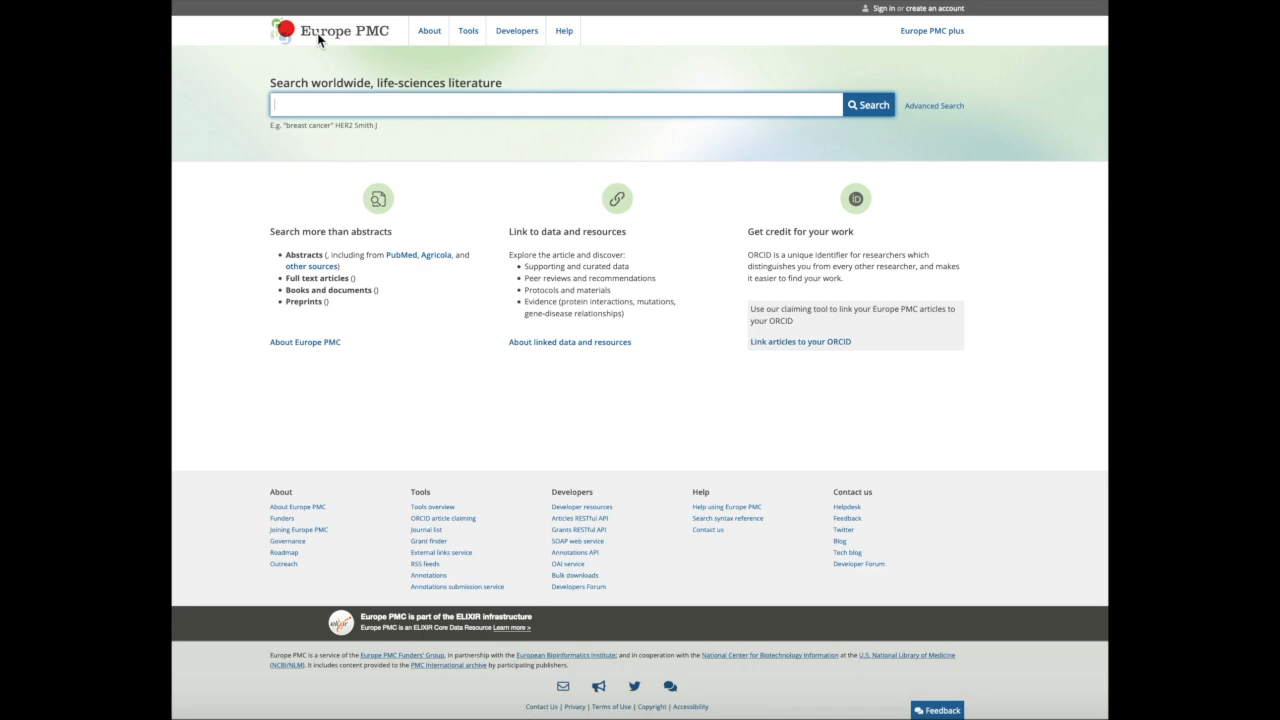 Sign in or create an account
Europe PMC
About
Tools
Developers
Help
Europe PMC plus
Search worldwide, life-sciences literature
Search
Advanced Search
E.g. "breast cancer" HER2 Smith J
Search more than abstracts
Abstracts (, including from PubMed, Agricola, and
other sources)
Full text articles ()
Books and documents ()
Preprints ()
About Europe PMC
Link to data and resources
Explore the article and discover:
Supporting and curated data
Peer reviews and recommendations
Protocols and materials
Evidence (protein interactions, mutations,
gene-disease relationships)
About linked data and resources
iD
Get credit for your work
ORCID is a unique identifier for researchers which
distinguishes you from every other researcher, and makes
it easier to find your work.
Use our claiming tool to link your Europe PMC articles to
your ORCID
Link articles to your ORCID
About
About Europe PMC
Funders
Joining Europe PMC
Governance
Roadmap
Outreach
Tools
Tools overview
ORCID article claiming
Journal list
Grant finder
External links service
RSS feeds
Annotations
Annotations submission service
Developers
Developer resources
Articles RESTful API
Grants RESTful API
SOAP web service
Annotations API
OAI service
Bulk downloads
Developers Forum
Help
Help using Europe PMC
Search syntax reference
Contact us
Contact us
Helpdesk
Feedback
Twitter
Blog
Tech blog
Developer Forum
elixir
Europe PMC is part of the ELIXIR infrastructure
Europe PMC is an ELIXIR Core Data Resource Learn more >
Europe PMC is a service of the Europe PMC Funders' Group, in partnership with the European Bioinformatics Institute; and in cooperation with the National Center for Biotechnology Information at the U.S. National Library of Medicine
(NCBI/NLM). It includes content provided to the PMC International archive by participating publishers.
Contact Us | Privacy | Terms of Use | Copyright | Accessibility
Feedback